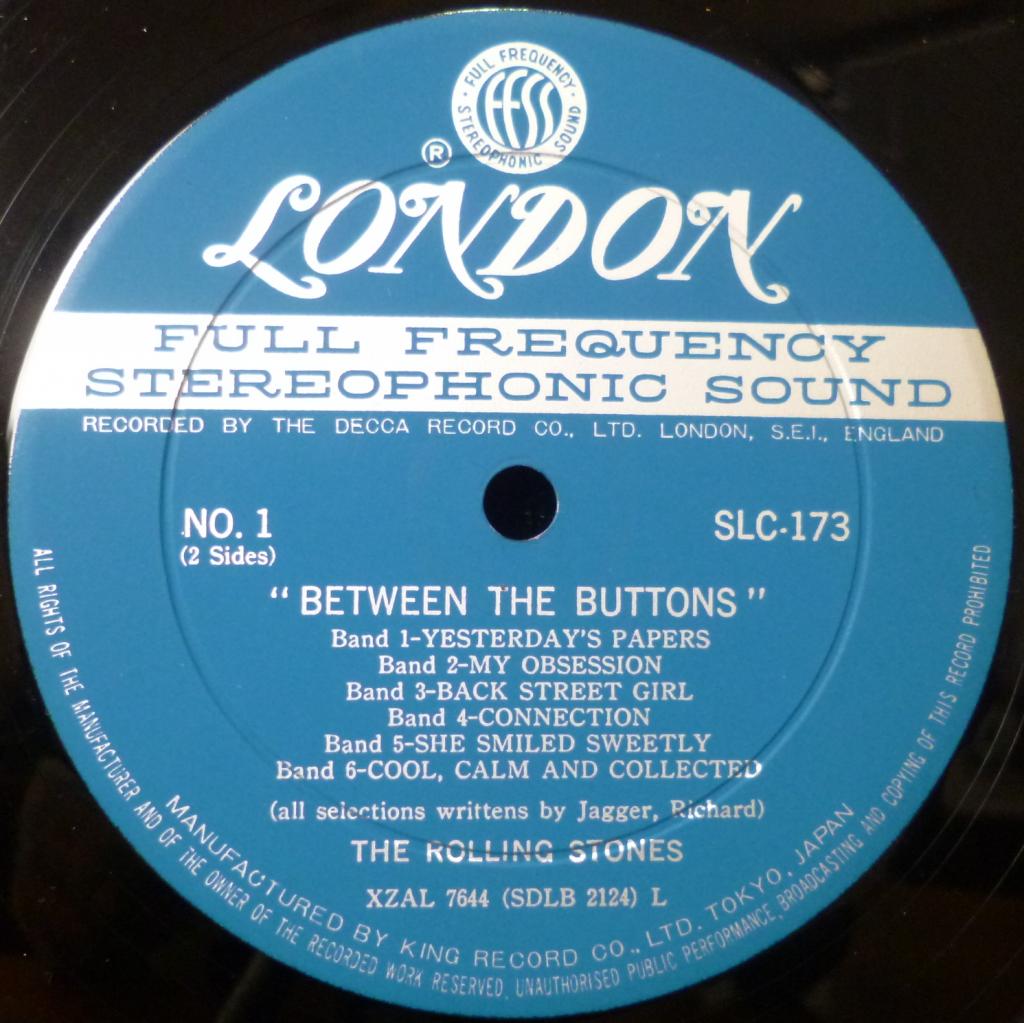 FULL FREQUENCY
FFSS
STEREOPHONIC SOUND
®
LONDON
FULL FREQUENCY
STEREOPHONIC SOUND
RECORDED BY THE DECCA RECORD CO., LTD. LONDON, S.E.I., ENGLAND
NO. 1
SLC-173
(2 Sides)
"BETWEEN THE BUTTONS"
Band 1-YESTERDAY'S PAPERS
Band 2-MY OBSESSION
Band 3-BACK STREET GIRL
Band 4-CONNECTION
Band 5-SHE SMILED SWEETLY
Band 6-COOL, CALM AND COLLECTED
(all selections writtens by Jagger, Richard)
THE ROLLING STONES
XZAL 7644 (SDLB 2124) L
MANUFACTURED BY KING RECORD CO., LTD. TOKYO, JAPAN
ALL RIGHTS OF THE MANUFACTURER AND OF THE OWNER OF THE RECORDED WORK RESERVED. UNAUTHORISED PUBLIC PERFORMANCE, BROADCASTING AND COPYING OF THIS RECORD PROHIBITED